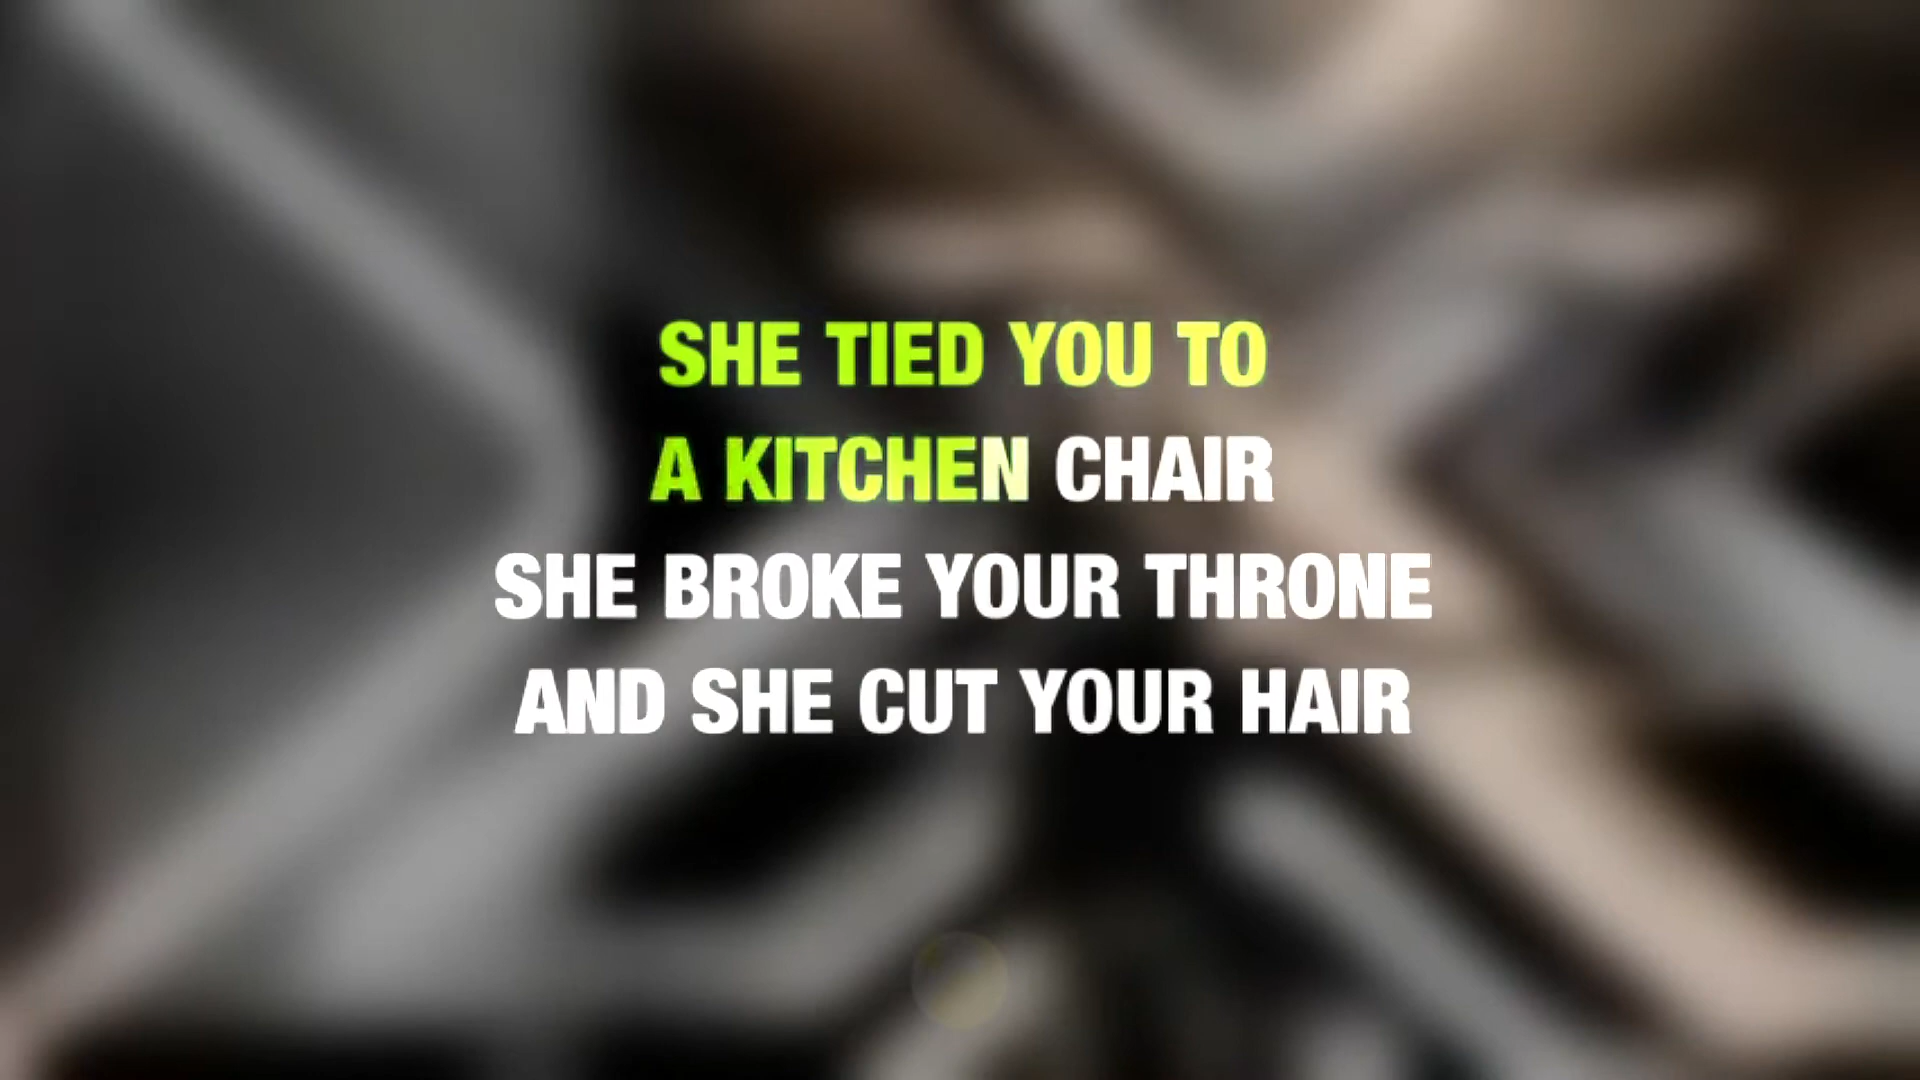 SHE TIED YOU TO
A KITCHEN CHAIR
SHE BROKE YOUR THRONE
AND SHE CUT YOUR HAIR